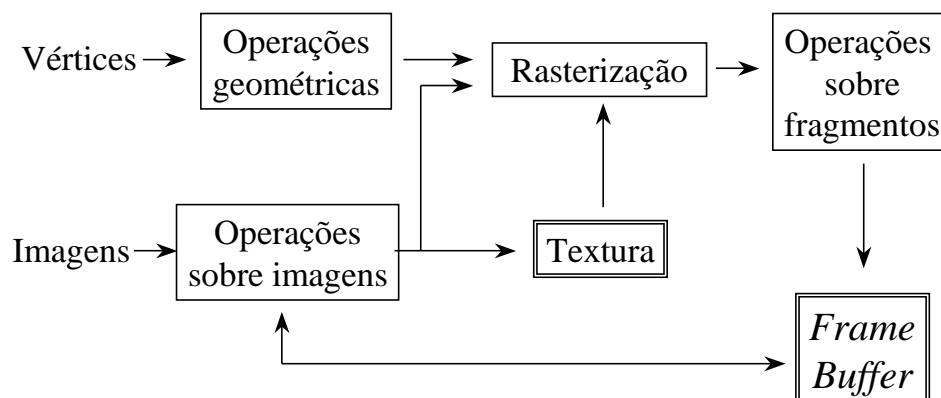 Vértices
Operações
geométricas
Rasterização
Operações
sobre
fragmentos
Imagens
Operações
sobre imagens
Textura
Frame
Buffer